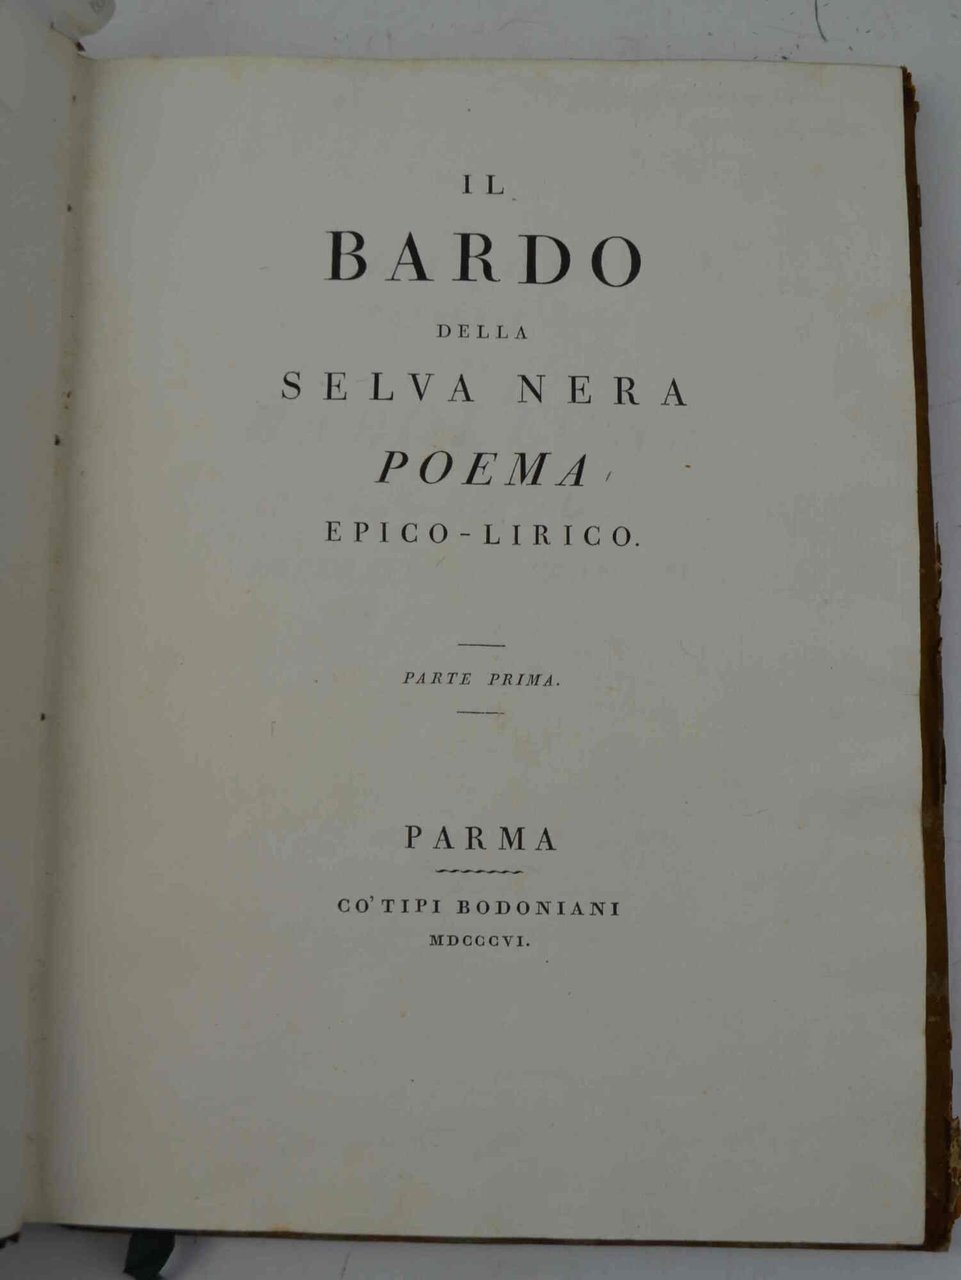 IL
BARDO
DELLA
SELVA NERA
POEMA
EPICO-LIRICO.
PARTE PRIMA.
PARMA
CO' TIPI BODONIANI
MDCCCVI.